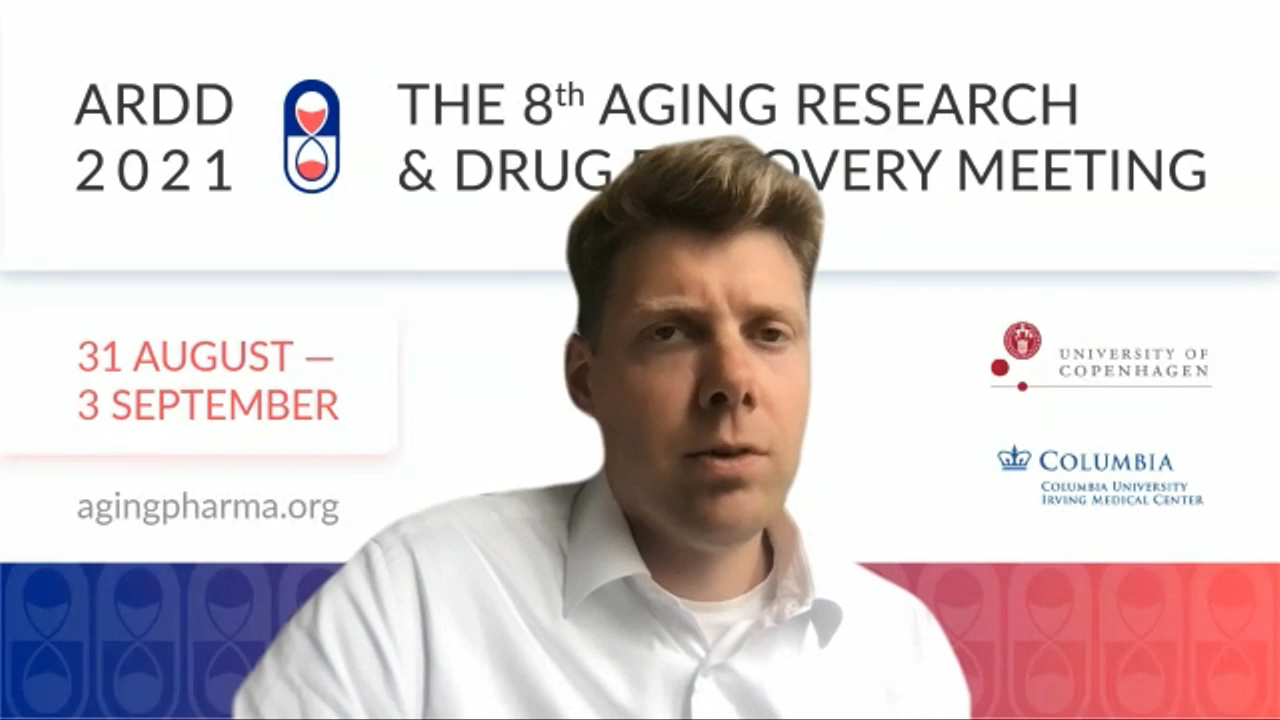 ARDD
2021
THE 8th AGING RESEARCH
& DRUG OVERY MEETING
31 AUGUST —
3 SEPTEMBER
agingpharma.org
UNIVERSITY OF
COPENHAGEN
COLUMBIA
COLUMBIA UNIVERSITY
IRVING MEDICAL CENTER